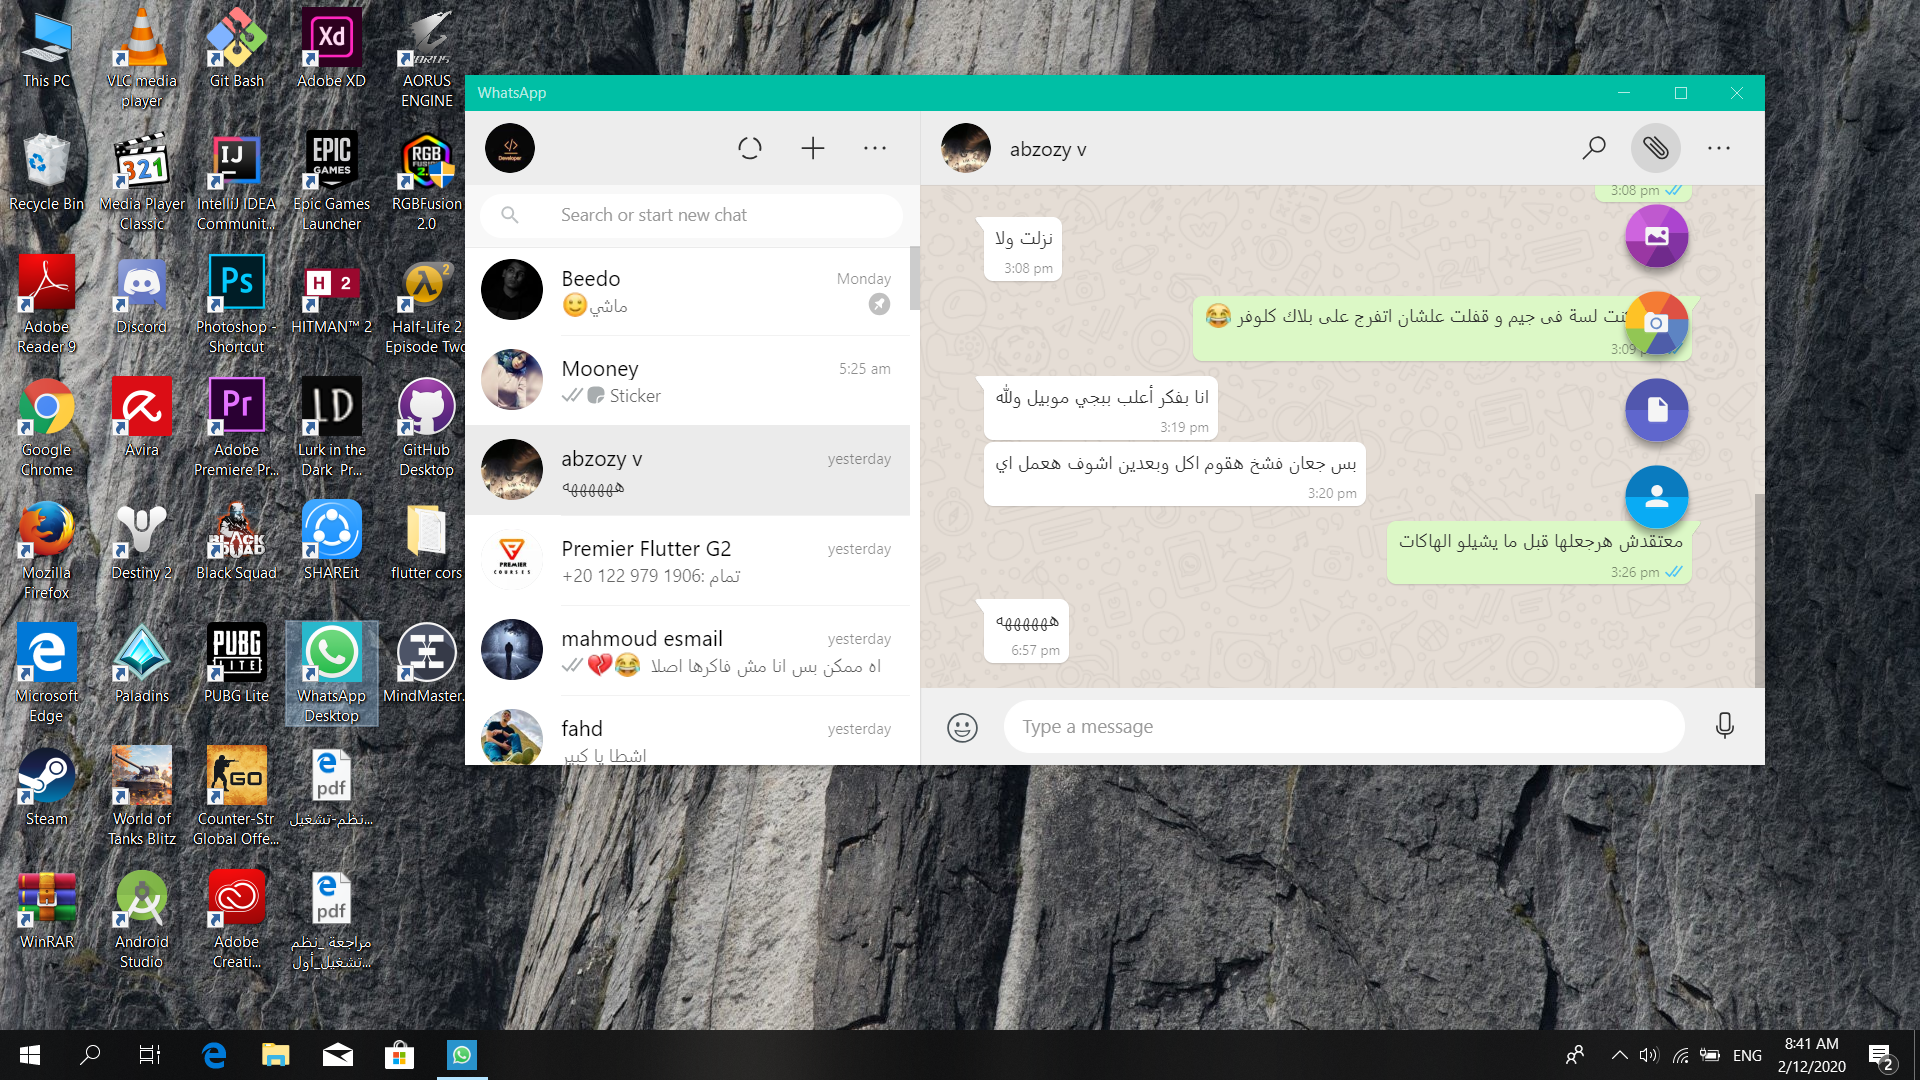 This PC
VLC media
player
Git Bash
Adobe XD
AORUS
ENGINE
Recycle Bin
Media Player
Classic
IntelliJ IDEA
Communit...
Epic Games
Launcher
RGBFusion
2.0
Adobe
Reader 9
Discord
Photoshop -
Shortcut
HITMAN™ 2
Half-Life 2
Episode Two
Google
Chrome
Avira
Adobe
Premiere Pr...
Lurk in the
Dark Pr...
GitHub
Desktop
Mozilla
Firefox
Destiny 2
Black Squad
SHAREit
flutter cors
Microsoft
Edge
Paladins
PUBG Lite
WhatsApp
Desktop
MindMaster.
Steam
World of
Tanks Blitz
Counter-Str
Global Offe...
نظم-تشغيل...
WinRAR
Android
Studio
Adobe
Creati...
مراجعة _نظم
تشغيل_أول...
WhatsApp
Search or start new chat
Beedo
Monday
ماشي🙂
Mooney
5:25 am
Sticker
abzozy v
yesterday
ههههههه
Premier Flutter G2
yesterday
+20 122 979 1906: تمام
mahmoud esmail
yesterday
اه ممكن بس انا مش فاكرها اصلا 😂💔
fahd
yesterday
اشطا يا كبير
abzozy v
3:08 pm
نزلت ولا
3:08 pm
لسة فى جيم و قفلت علشان اتفرج على بلاك كلوفر 😂
3:09
انا بفكر أعلب ببجي موبيل ولله
3:19 pm
بس جعان فشخ هقوم اكل وبعدين اشوف هعمل اي
3:20 pm
معتقدش هرجعلها قبل ما يشيلو الهاكات
3:26 pm
ههههههه
6:57 pm
Type a message
ENG
8:41 AM
2/12/2020
2